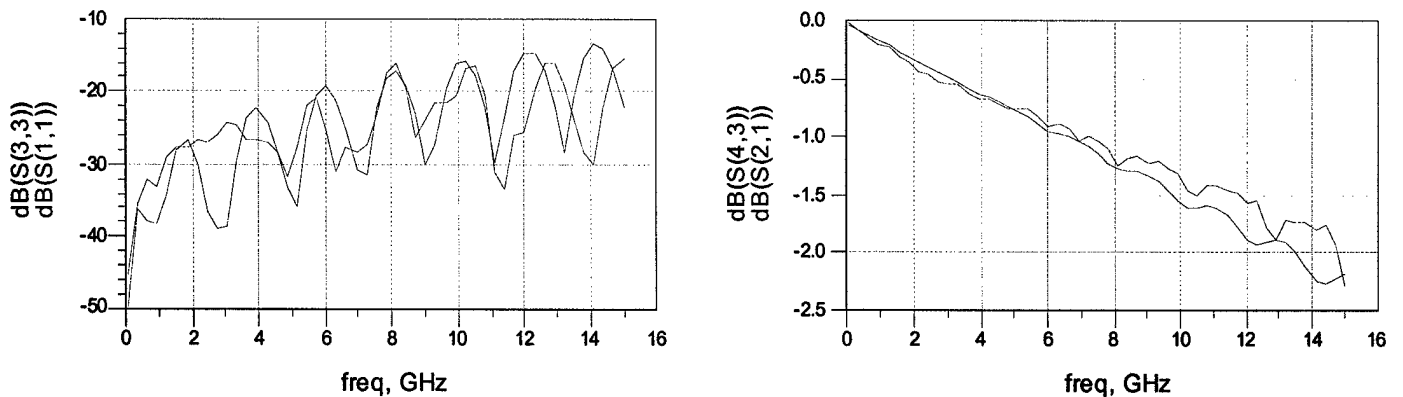 -10
-20
-30
-40
-50
dB(S(3,3))
dB(S(1,1))
0 2 4 6 8 10 12 14 16
freq, GHz
0.0
-0.5
-1.0
-1.5
-2.0
-2.5
dB(S(4,3))
dB(S(2,1))
0 2 4 6 8 10 12 14 16
freq, GHz